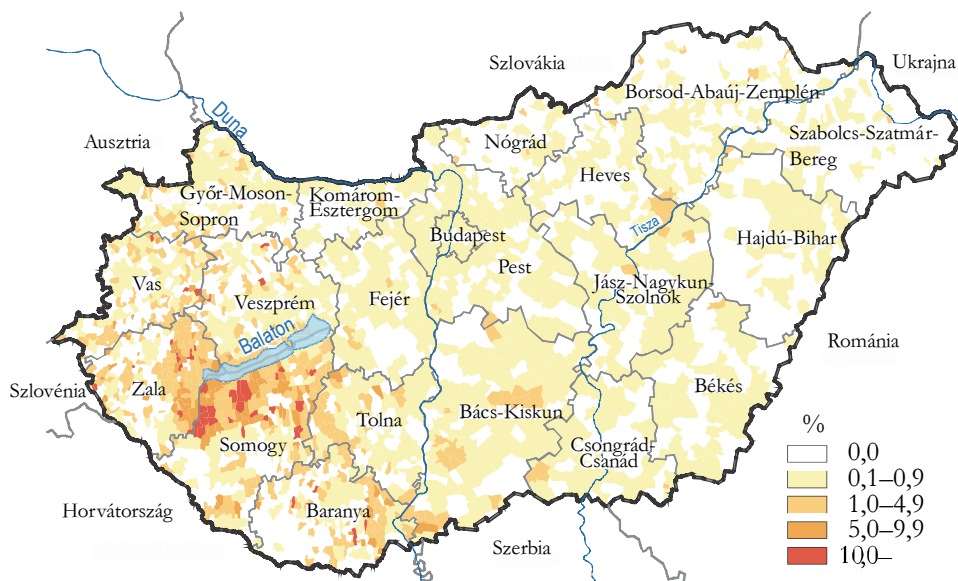 Szlovákia
Ukrajna
Borsod-Abaúj-Zemplén
Duna
Ausztria
Nógrád
Szabolcs-Szatmár-
Bereg
Heves
Győr-Moson-
Sopron
Komárom-
Esztergom
Tisza
Budapest
Hajdú-Bihar
Pest
Vas
Veszprém
Fejér
Jász-Nagykun-
Szolnok
Balaton
Románia
Szlovénia
Zala
Békés
Tolna
Bács-Kiskun
Somogy
Csongrád-
Csanád
Horvátország
Baranya
Szerbia
%
0,0
0,1–0,9
1,0–4,9
5,0–9,9
10,0–